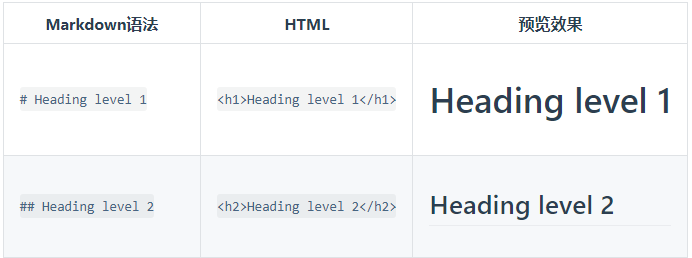 Markdown语法 HTML 预览效果
# Heading level 1 <h1>Heading level 1</h1> Heading level 1
## Heading level 2 <h2>Heading level 2</h2> Heading level 2